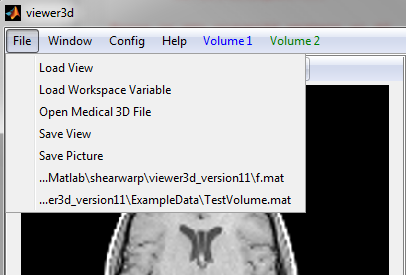 viewer3d
File Window Config Help Volume 1 Volume 2
Load View
Load Workspace Variable
Open Medical 3D File
Save View
Save Picture
...Matlab\shearwarp\viewer3d_version11\f.mat
...er3d_version11\ExampleData\TestVolume.mat